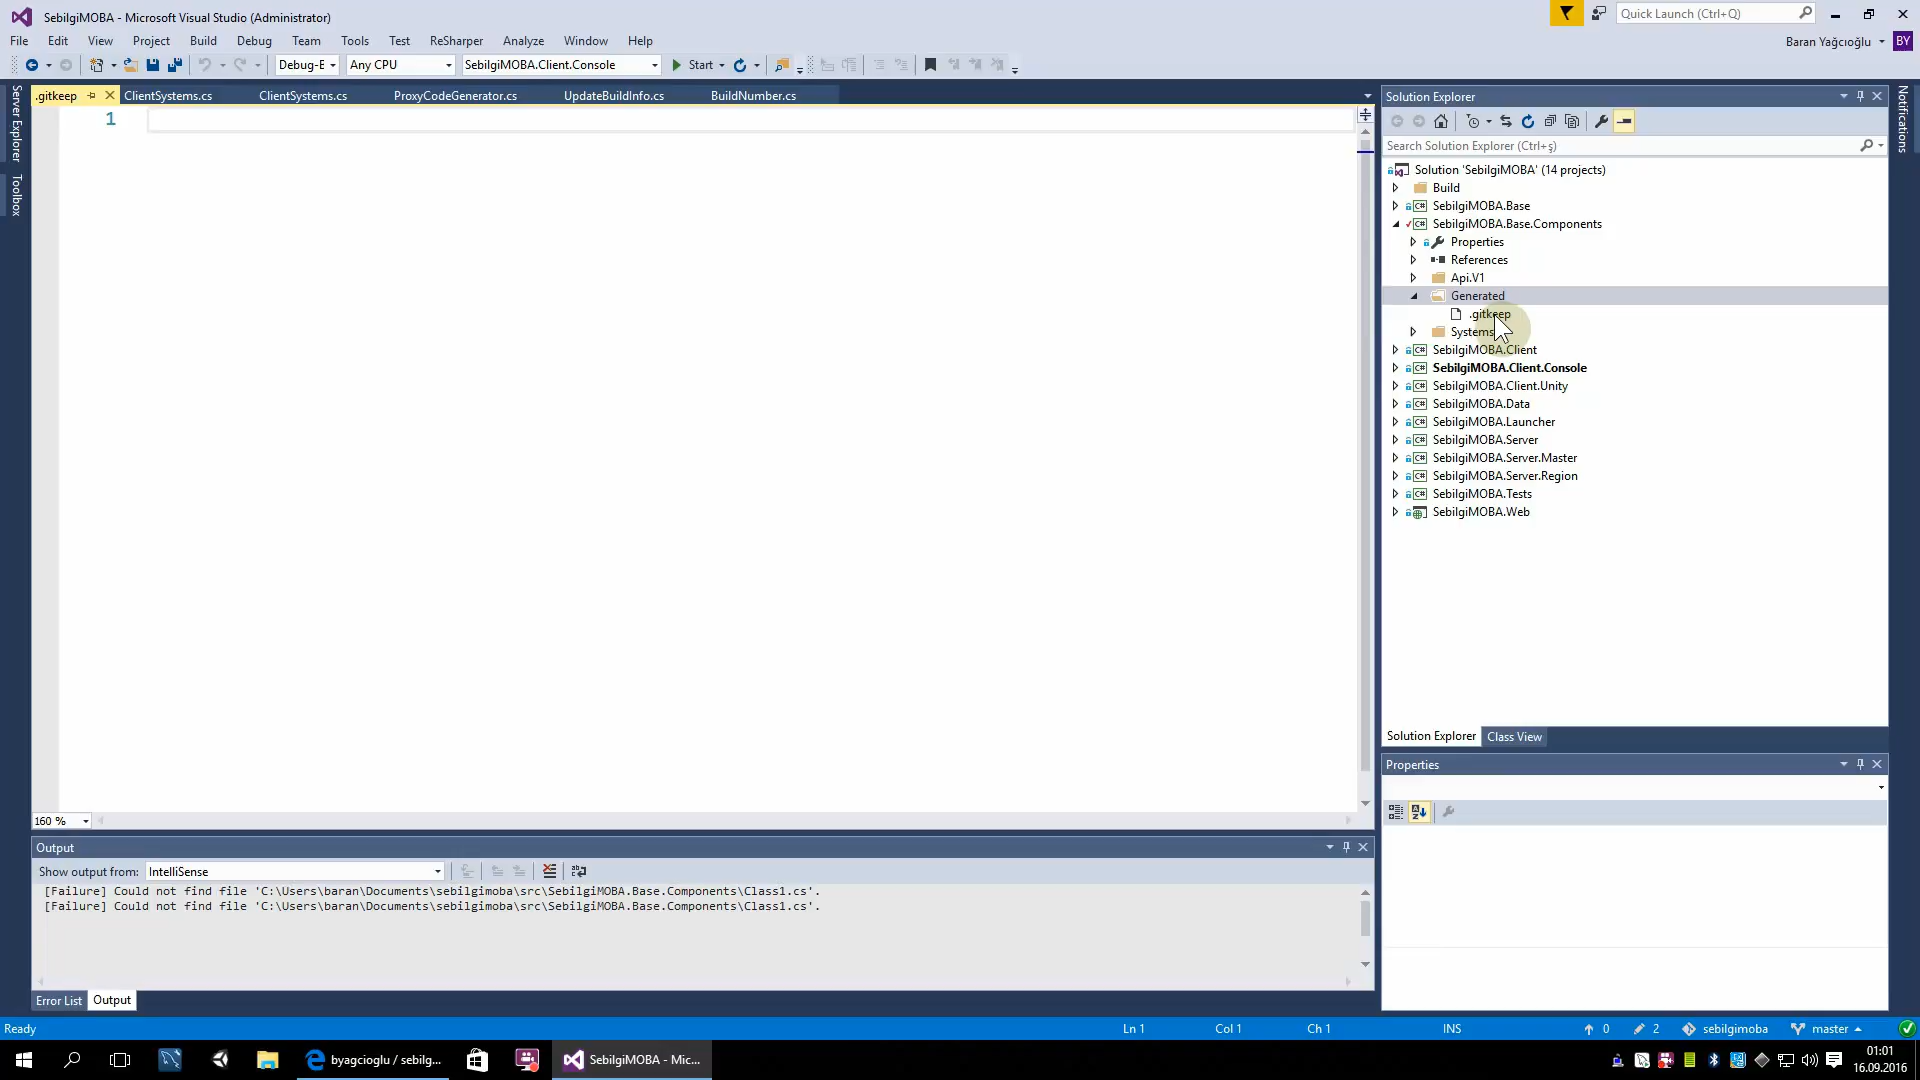 SebilgiMOBA - Microsoft Visual Studio (Administrator)
Quick Launch (Ctrl+Q)
File Edit View Project Build Debug Team Tools Test ReSharper Analyze Window Help
Baran Yağcıoğlu BY
Debug-E Any CPU SebilgiMOBA.Client.Console Start
Server Explorer
Toolbox
.gitkeep ClientSystems.cs ClientSystems.cs ProxyCodeGenerator.cs UpdateBuildInfo.cs BuildNumber.cs
1
160 %
Output
Show output from: IntelliSense
[Failure] Could not find file 'C:\Users\baran\Documents\sebilgimoba\src\SebilgiMOBA.Base.Components\Class1.cs'.
[Failure] Could not find file 'C:\Users\baran\Documents\sebilgimoba\src\SebilgiMOBA.Base.Components\Class1.cs'.
Error List Output
Solution Explorer
Search Solution Explorer (Ctrl+ş)
Solution 'SebilgiMOBA' (14 projects)
Build
SebilgiMOBA.Base
SebilgiMOBA.Base.Components
Properties
References
Api.V1
Generated
.gitkeep
Systems
SebilgiMOBA.Client
SebilgiMOBA.Client.Console
SebilgiMOBA.Client.Unity
SebilgiMOBA.Data
SebilgiMOBA.Launcher
SebilgiMOBA.Server
SebilgiMOBA.Server.Master
SebilgiMOBA.Server.Region
SebilgiMOBA.Tests
SebilgiMOBA.Web
Solution Explorer Class View
Properties
Notifications
Ready Ln 1 Col 1 Ch 1 INS 0 2 sebilgimoba master
byagcioglu / sebilg... SebilgiMOBA - Mic...
01:01
16.09.2016